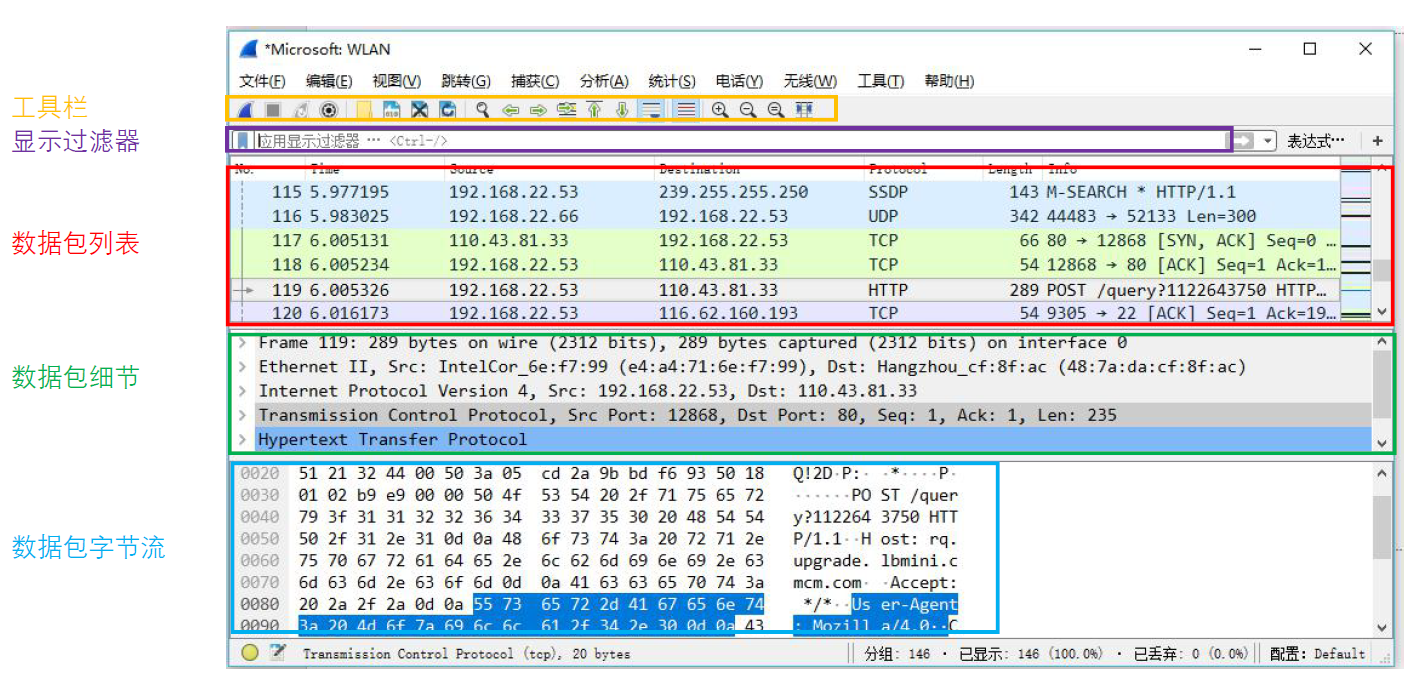 *Microsoft: WLAN
文件(F) 编辑(E) 视图(V) 跳转(G) 捕获(C) 分析(A) 统计(S) 电话(Y) 无线(W) 工具(T) 帮助(H)
工具栏
显示过滤器
应用显示过滤器 … <Ctrl-/> 表达式… +
No. Time Source Destination Protocol Length Info
115 5.977195 192.168.22.53 239.255.255.250 SSDP 143 M-SEARCH * HTTP/1.1
116 5.983025 192.168.22.66 192.168.22.53 UDP 342 44483 → 52133 Len=300
数据包列表
117 6.005131 110.43.81.33 192.168.22.53 TCP 66 80 → 12868 [SYN, ACK] Seq=0 …
118 6.005234 192.168.22.53 110.43.81.33 TCP 54 12868 → 80 [ACK] Seq=1 Ack=1…
119 6.005326 192.168.22.53 110.43.81.33 HTTP 289 POST /query?1122643750 HTTP…
120 6.016173 192.168.22.53 116.62.160.193 TCP 54 9305 → 22 [ACK] Seq=1 Ack=19…
> Frame 119: 289 bytes on wire (2312 bits), 289 bytes captured (2312 bits) on interface 0
> Ethernet II, Src: IntelCor_6e:f7:99 (e4:a4:71:6e:f7:99), Dst: Hangzhou_cf:8f:ac (48:7a:da:cf:8f:ac)
数据包细节
> Internet Protocol Version 4, Src: 192.168.22.53, Dst: 110.43.81.33
> Transmission Control Protocol, Src Port: 12868, Dst Port: 80, Seq: 1, Ack: 1, Len: 235
> Hypertext Transfer Protocol
0020 51 21 32 44 00 50 3a 05 cd 2a 9b bd f6 93 50 18 Q!2D·P:· ·*····P·
0030 01 02 b9 e9 00 00 50 4f 53 54 20 2f 71 75 65 72 ······PO ST /quer
0040 79 3f 31 31 32 32 36 34 33 37 35 30 20 48 54 54 y?112264 3750 HTT
数据包字节流
0050 50 2f 31 2e 31 0d 0a 48 6f 73 74 3a 20 72 71 2e P/1.1··H ost: rq.
0060 75 70 67 72 61 64 65 2e 6c 62 6d 69 6e 69 2e 63 upgrade. lbmini.c
0070 6d 63 6d 2e 63 6f 6d 0d 0a 41 63 63 65 70 74 3a mcm.com· ·Accept:
0080 20 2a 2f 2a 0d 0a 55 73 65 72 2d 41 67 65 6e 74 */*··Us er-Agent
0090 3a 20 4d 6f 7a 69 6c 6c 61 2f 34 2e 30 0d 0a 43 : Mozill a/4.0··C
Transmission Control Protocol (tcp), 20 bytes 分组: 146 · 已显示: 146 (100.0%) · 已丢弃: 0 (0.0%) 配置: Default